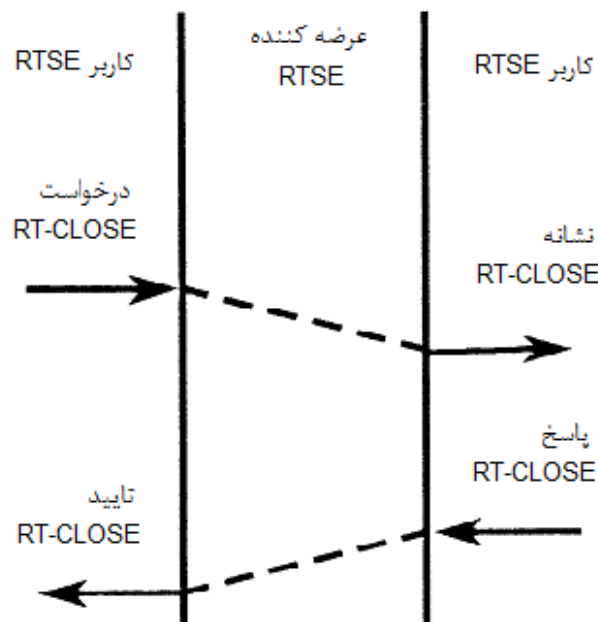 کاربر RTSE
عرضه کننده
RTSE
کاربر RTSE
درخواست
RT-CLOSE
نشانه
RT-CLOSE
پاسخ
RT-CLOSE
تایید
RT-CLOSE